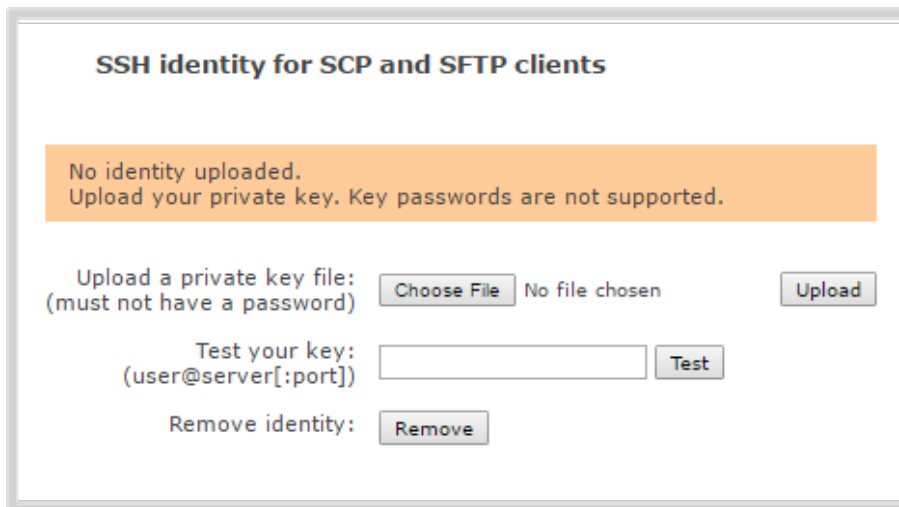 SSH identity for SCP and SFTP clients
No identity uploaded.
Upload your private key. Key passwords are not supported.
Upload a private key file:
(must not have a password)
Choose File No file chosen
Upload
Test your key:
(user@server[:port])
Test
Remove identity:
Remove